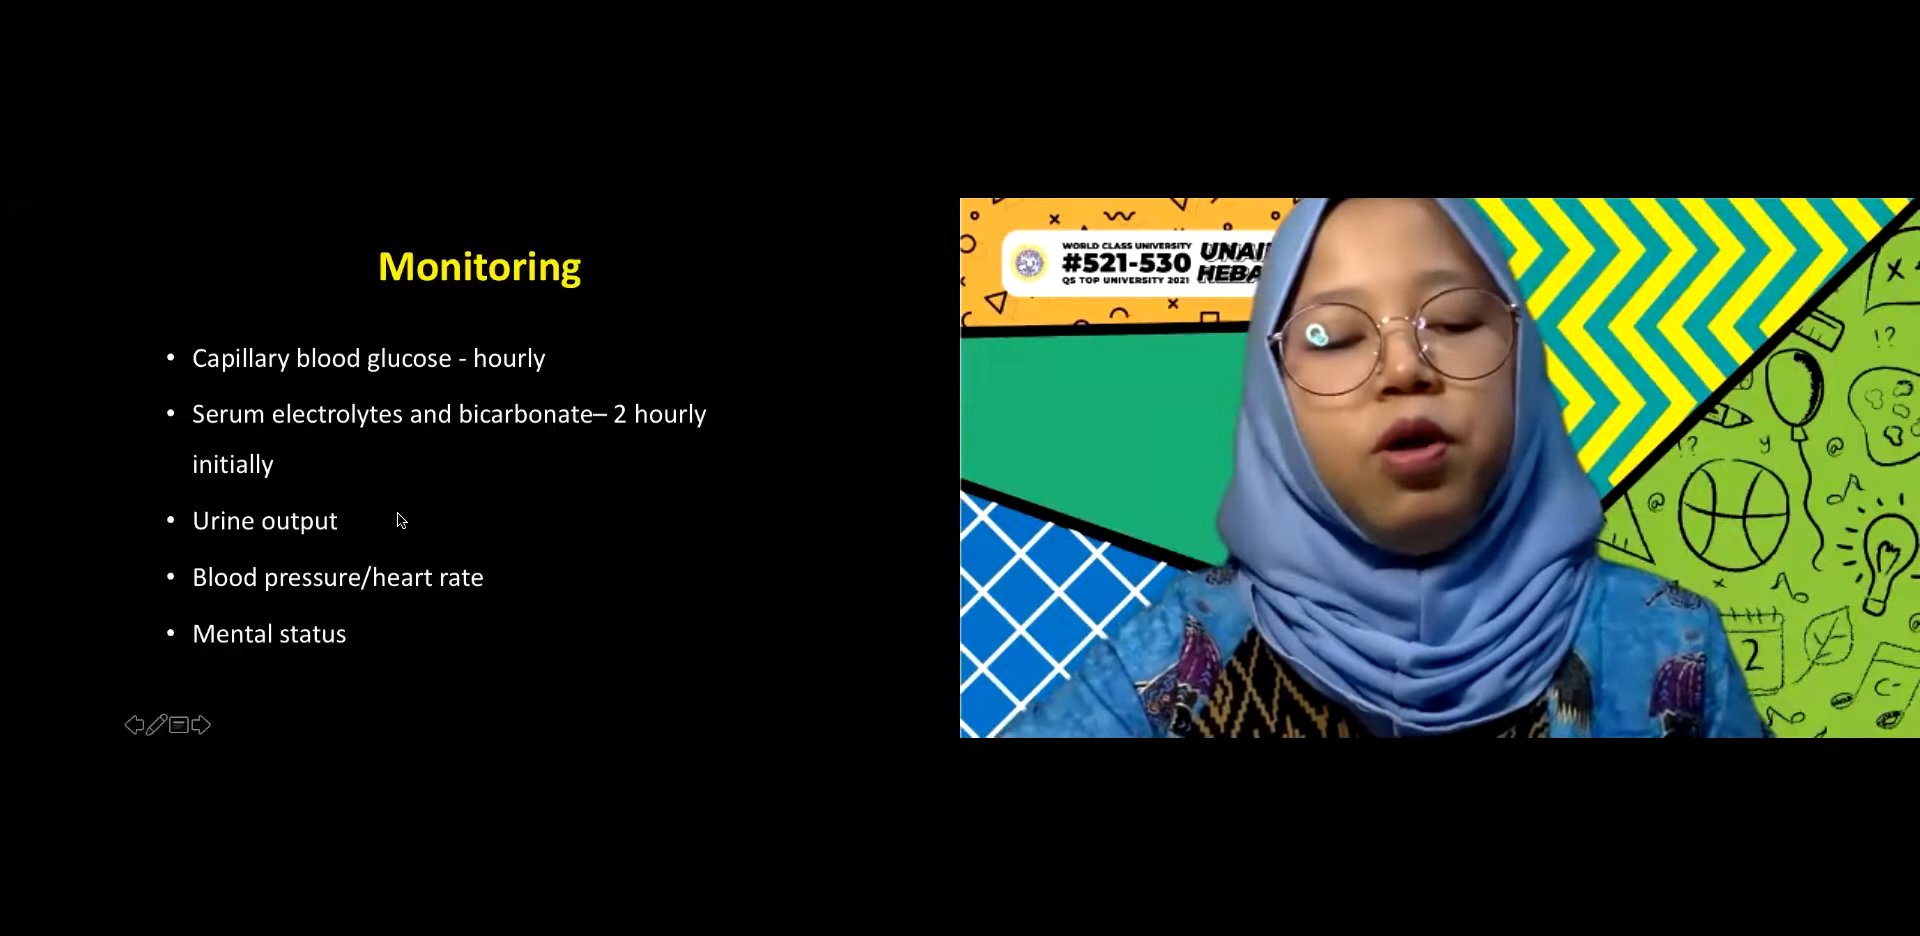 Monitoring
• Capillary blood glucose - hourly
• Serum electrolytes and bicarbonate– 2 hourly
initially
• Urine output
• Blood pressure/heart rate
• Mental status
WORLD CLASS UNIVERSITY
#521-530
QS TOP UNIVERSITY 2021
!?
!?
y
2